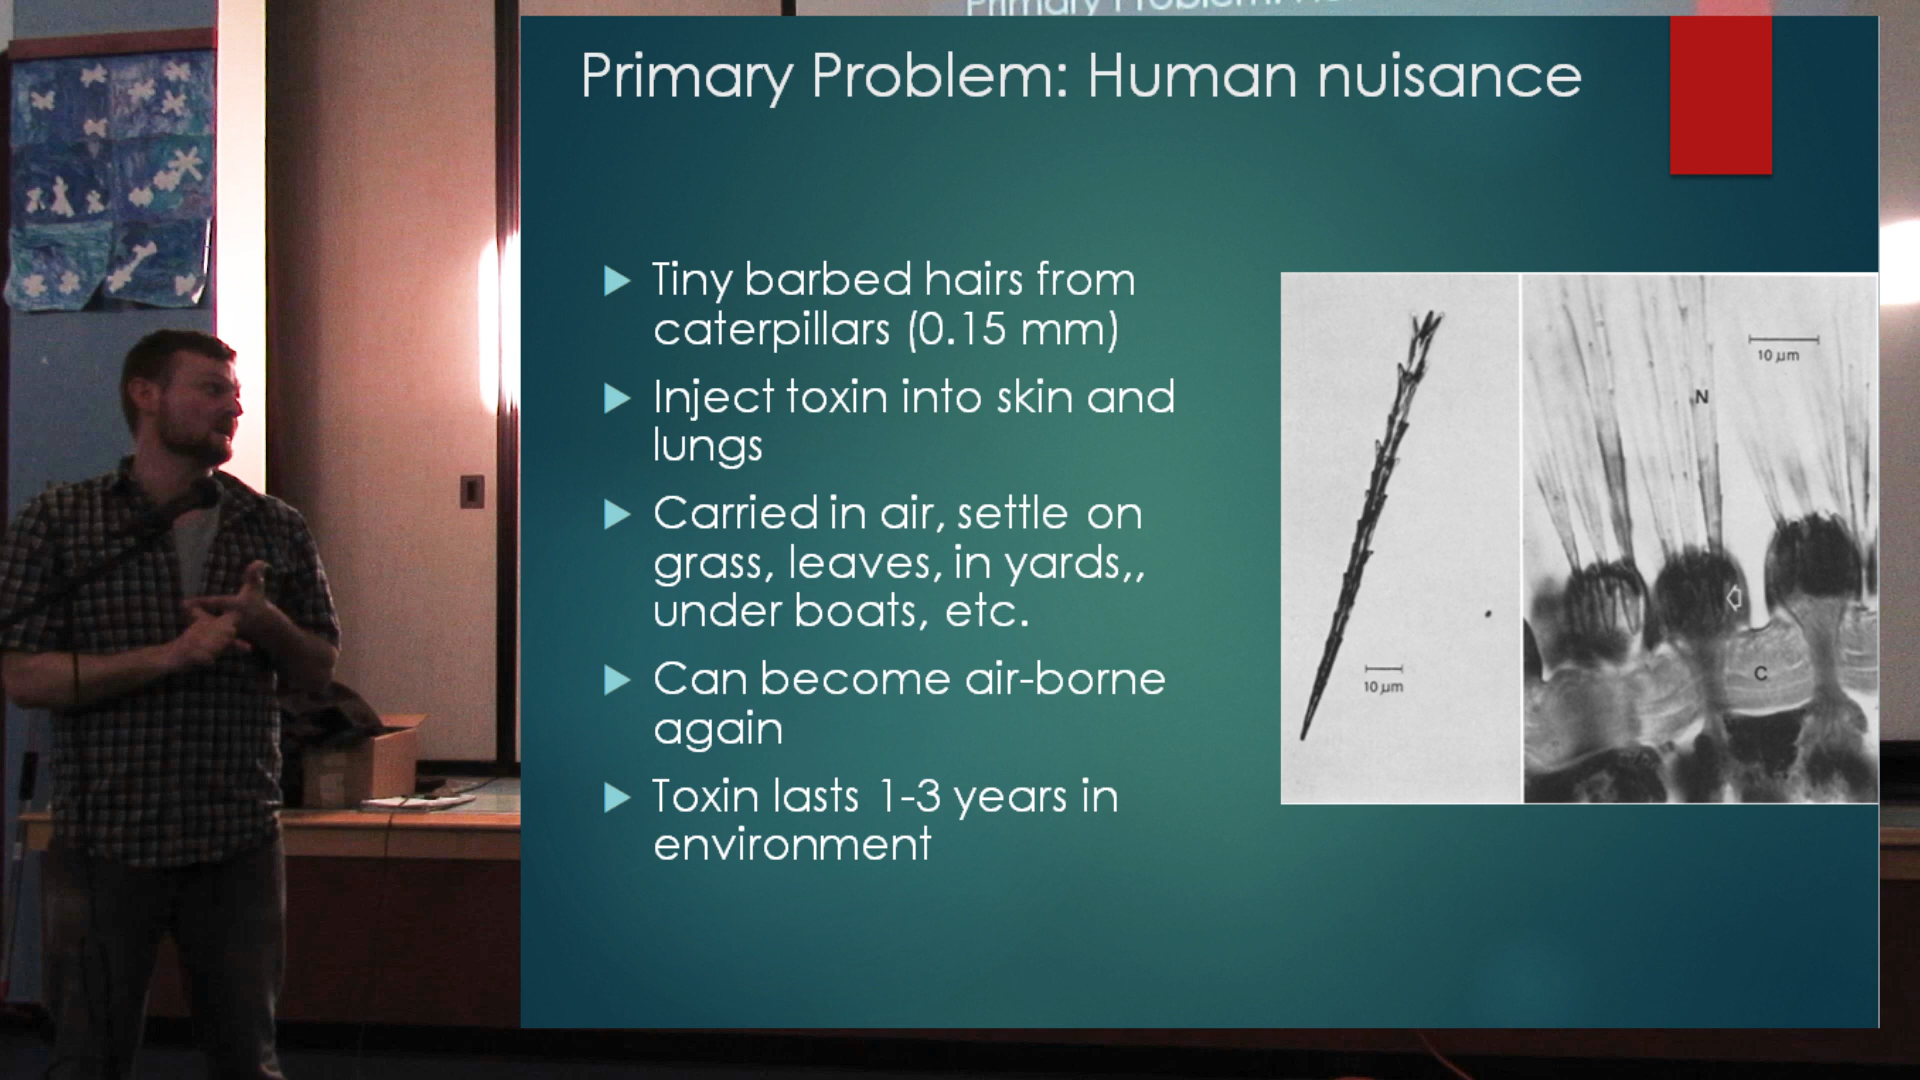 Primary Problem:
Primary Problem: Human nuisance
Tiny barbed hairs from
caterpillars (0.15 mm)
Inject toxin into skin and
lungs
Carried in air, settle on
grass, leaves, in yards,,
under boats, etc.
Can become air-borne
again
Toxin lasts 1-3 years in
environment
10 µm
N
10 µm
C